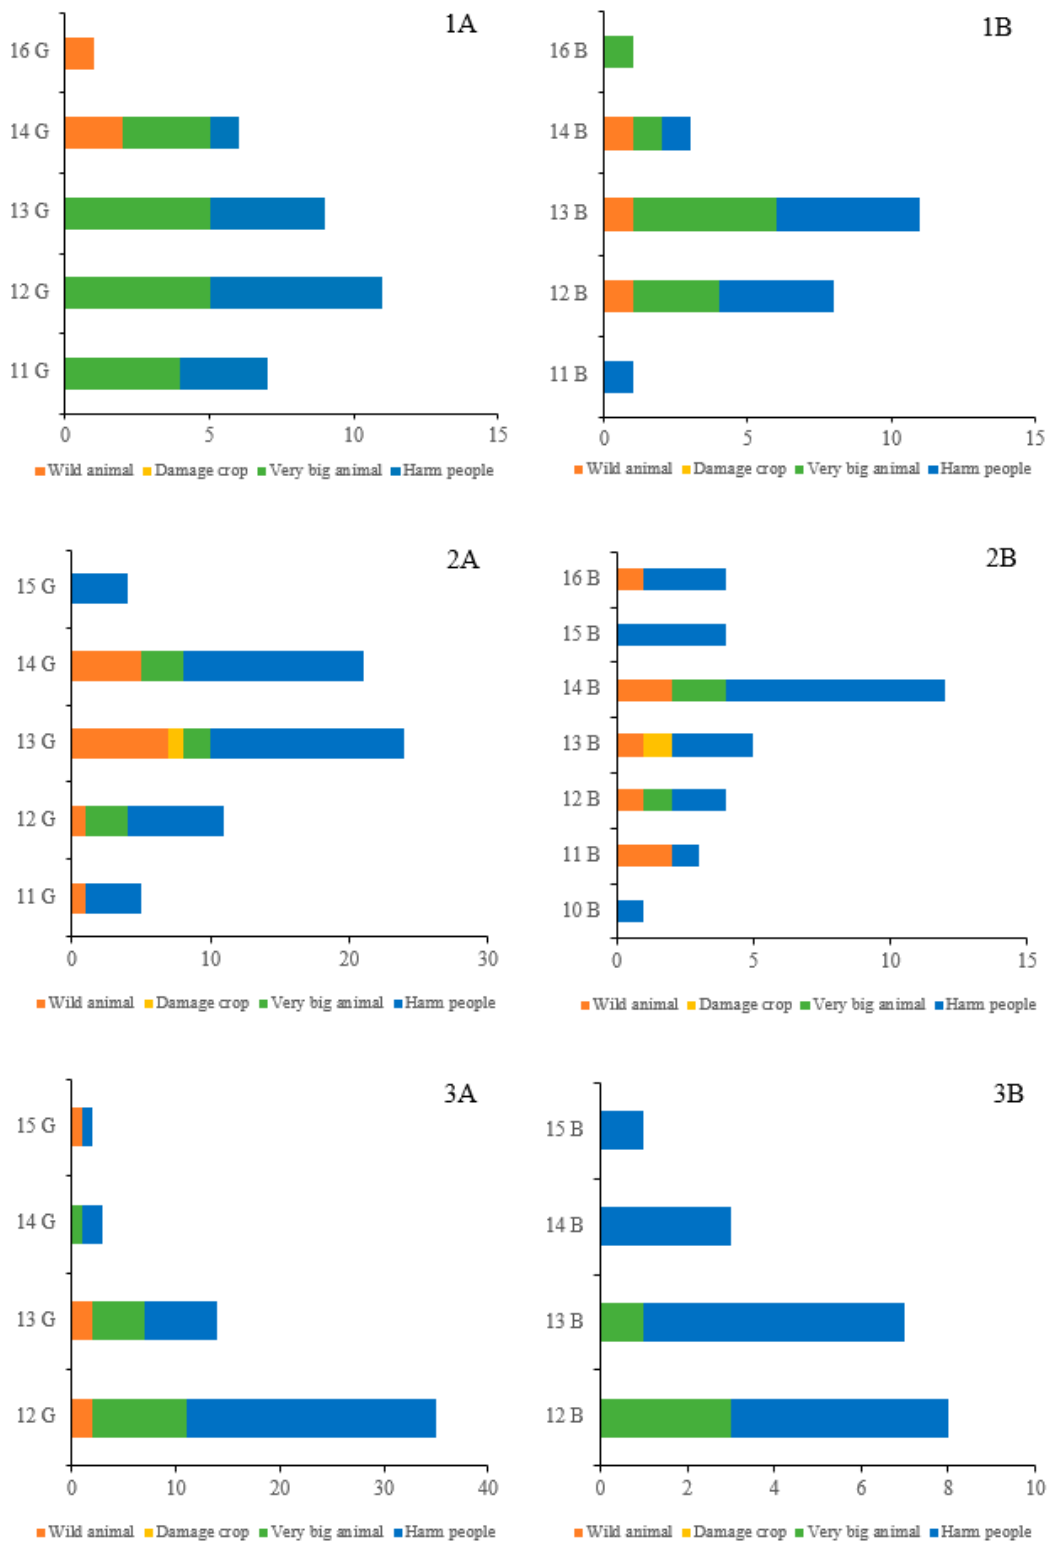 1A
16 G
14 G
13 G
12 G
11 G
0 5 10 15
Wild animal Damage crop Very big animal Harm people
1B
16 B
14 B
13 B
12 B
11 B
0 5 10 15
Wild animal Damage crop Very big animal Harm people
2A
15 G
14 G
13 G
12 G
11 G
0 10 20 30
Wild animal Damage crop Very big animal Harm people
2B
16 B
15 B
14 B
13 B
12 B
11 B
10 B
0 5 10 15
Wild animal Damage crop Very big animal Harm people
3A
15 G
14 G
13 G
12 G
0 10 20 30 40
Wild animal Damage crop Very big animal Harm people
3B
15 B
14 B
13 B
12 B
0 2 4 6 8 10
Wild animal Damage crop Very big animal Harm people